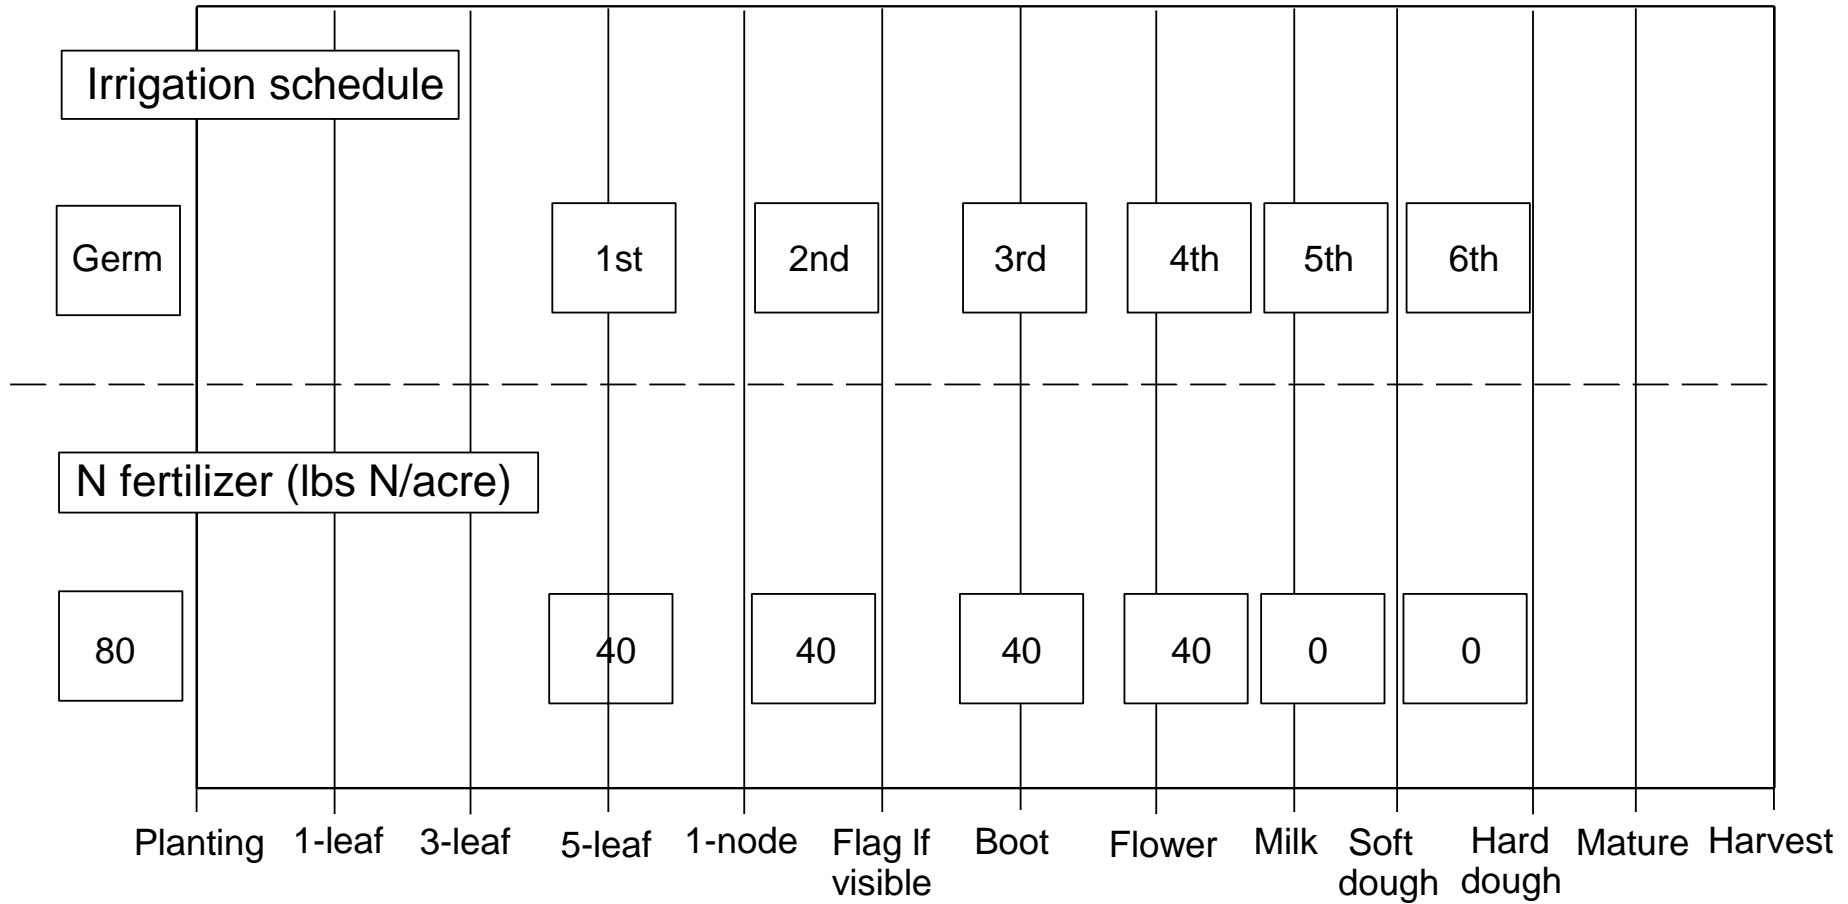 Irrigation schedule
Germ 1st 2nd 3rd 4th 5th 6th
N fertilizer (lbs N/acre)
80 40 40 40 40 0 0
Planting 1-leaf 3-leaf 5-leaf 1-node Flag lf Boot Flower Milk Soft Hard Mature Harvest
visible dough dough